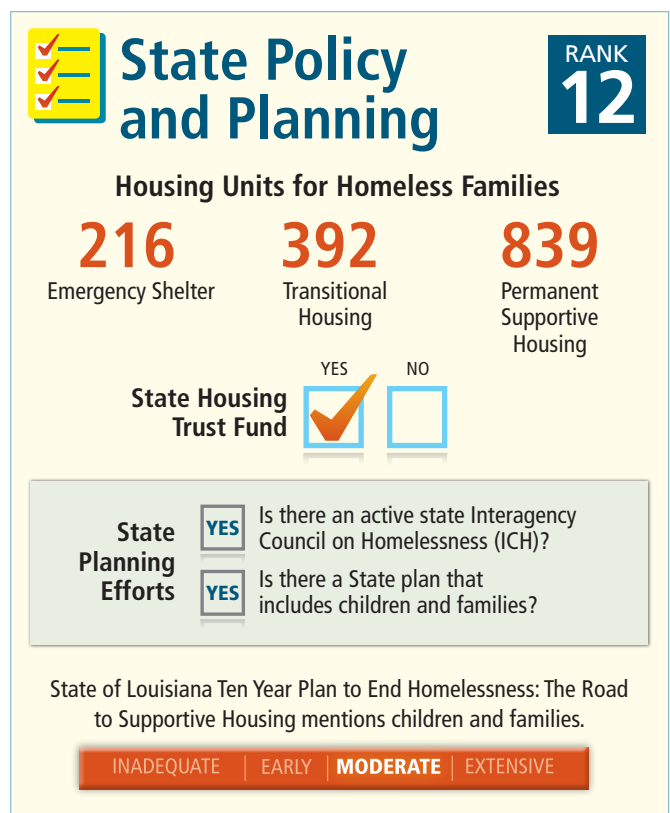 State Policy
and Planning
RANK
12
Housing Units for Homeless Families
216
Emergency Shelter
392
Transitional
Housing
839
Permanent
Supportive
Housing
YES
NO
State Housing
Trust Fund
State
Planning
Efforts
YES
Is there an active state Interagency
Council on Homelessness (ICH)?
YES
Is there a State plan that
includes children and families?
State of Louisiana Ten Year Plan to End Homelessness: The Road
to Supportive Housing mentions children and families.
INADEQUATE | EARLY | MODERATE | EXTENSIVE